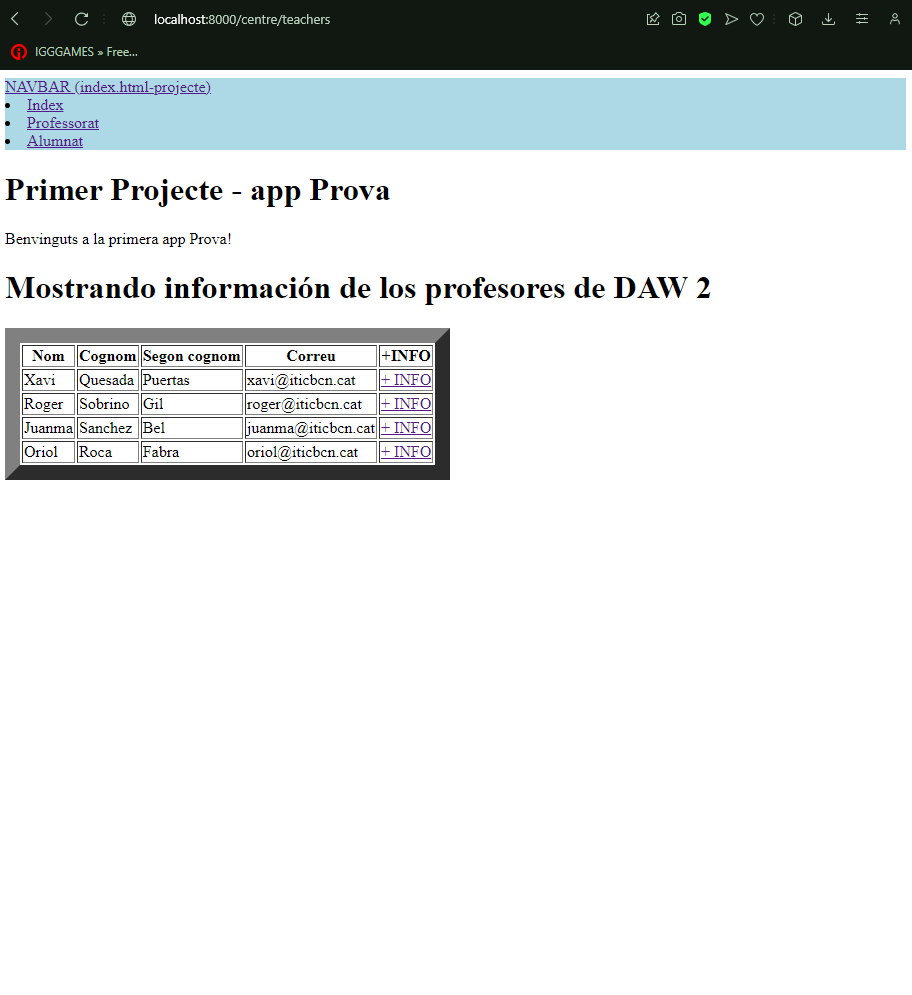 localhost:8000/centre/teachers
IGGGAMES » Free...
NAVBAR (index.html-projecte)
Index
Professorat
Alumnat
Primer Projecte - app Prova
Benvinguts a la primera app Prova!
Mostrando información de los profesores de DAW 2
Nom Cognom Segon cognom Correu +INFO
Xavi Quesada Puertas xavi@iticbcn.cat + INFO
Roger Sobrino Gil roger@iticbcn.cat + INFO
Juanma Sanchez Bel juanma@iticbcn.cat + INFO
Oriol Roca Fabra oriol@iticbcn.cat + INFO